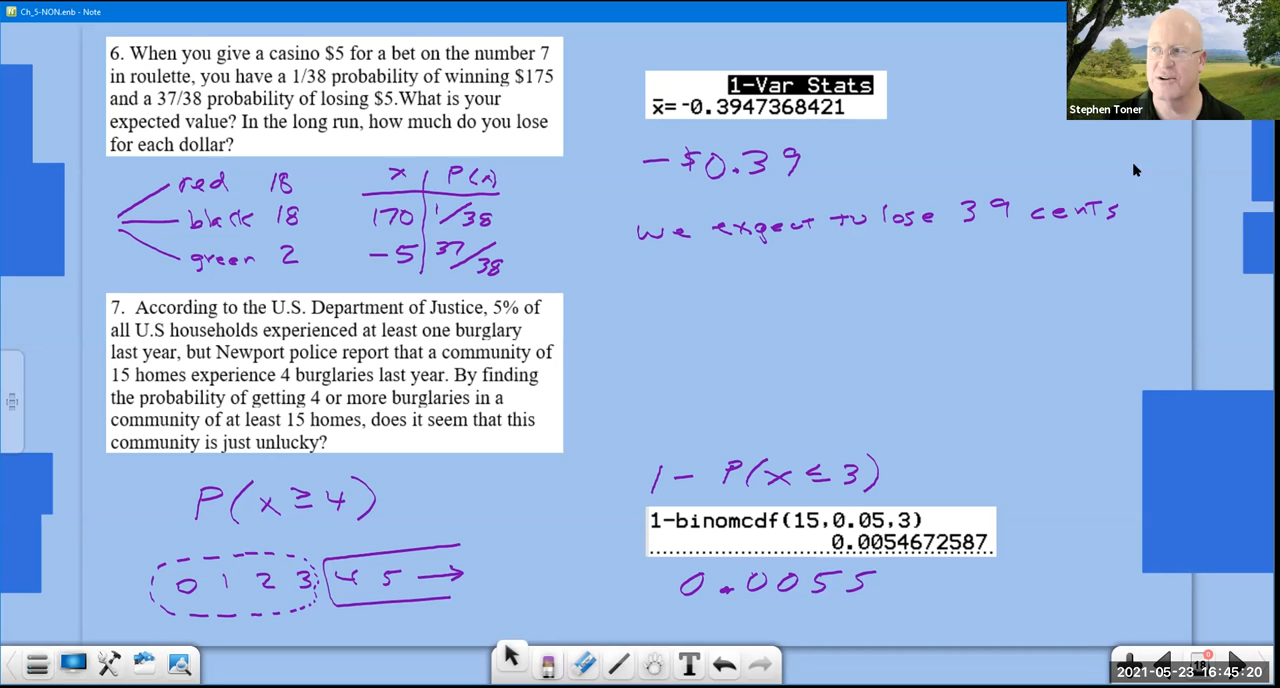 Ch_5-NON.enb - Note
6. When you give a casino $5 for a bet on the number 7
in roulette, you have a 1/38 probability of winning $175
and a 37/38 probability of losing $5.What is your
expected value? In the long run, how much do you lose
for each dollar?
1-Var Stats
x̄=-0.3947368421
Stephen Toner
-$0.39
we expect to lose 39 cents
red 18
black 18
green 2
x P(x)
170 1/38
-5 37/38
7. According to the U.S. Department of Justice, 5% of
all U.S households experienced at least one burglary
last year, but Newport police report that a community of
15 homes experience 4 burglaries last year. By finding
the probability of getting 4 or more burglaries in a
community of at least 15 homes, does it seem that this
community is just unlucky?
P(x≥4)
0 1 2 3 4 5 →
1- P(x≤3)
1-binomcdf(15,0.05,3)
0.0054672587
0.0055
T
18
0
2021-05-23 16:45:20